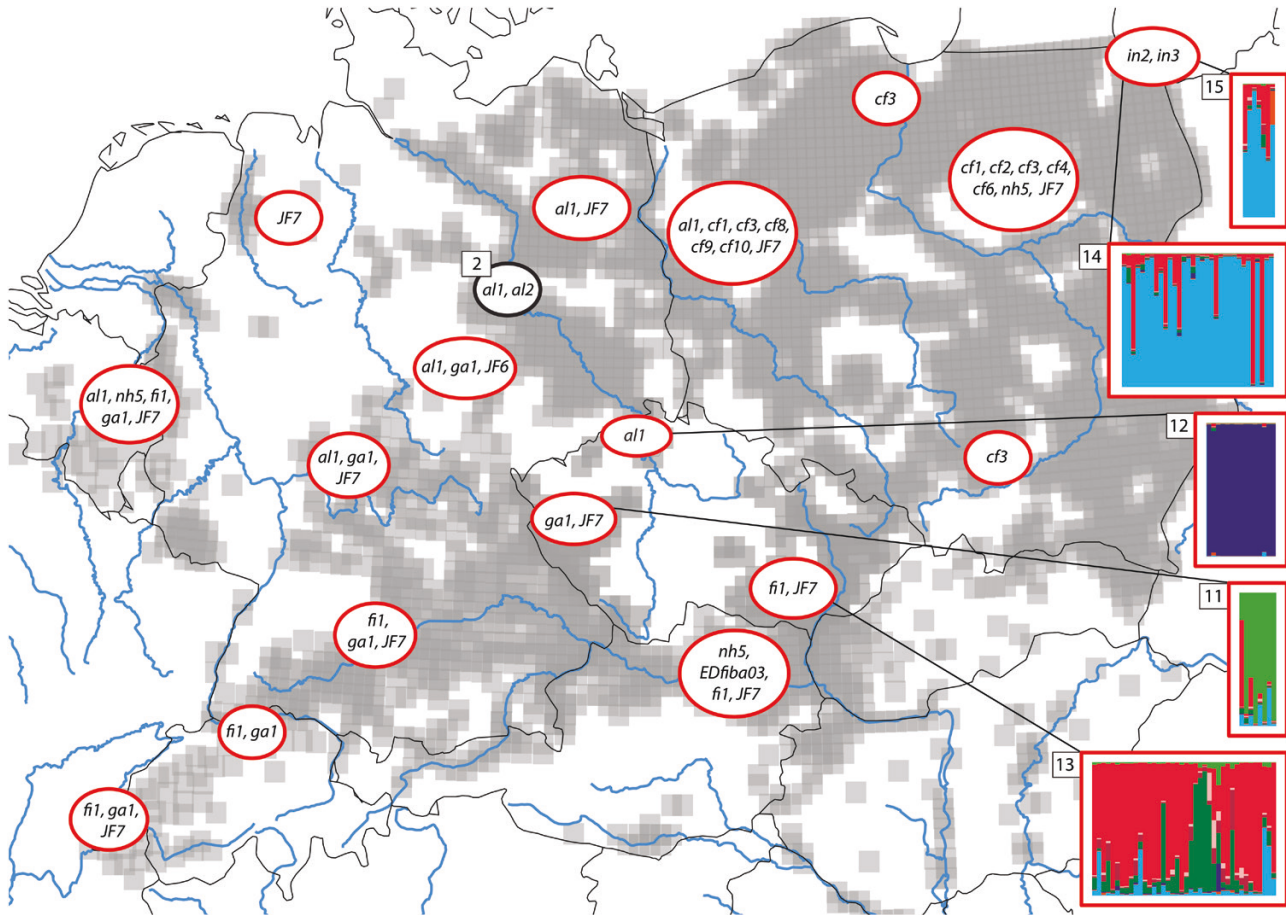 in2, in3
15
cf3
cf1, cf2, cf3, cf4,
cf6, nh5, JF7
JF7
al1, JF7
al1, cf1, cf3, cf8,
cf9, cf10, JF7
14
2
al1, al2
al1, ga1, JF6
al1, nh5, fi1,
ga1, JF7
12
al1
al1, ga1,
JF7
cf3
ga1, JF7
11
fi1, JF7
fi1,
ga1, JF7
nh5,
EDfiba03,
fi1, JF7
fi1, ga1
13
fi1, ga1,
JF7